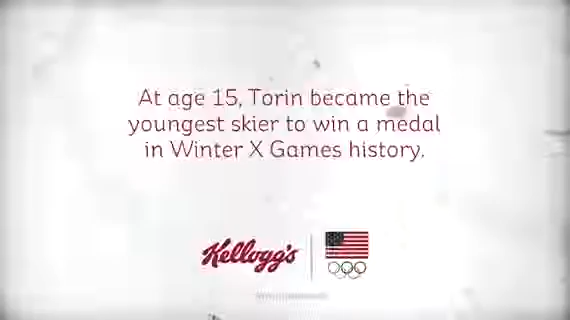 At age 15, Torin became the
youngest skier to win a medal
in Winter X Games history.
Kellogg's